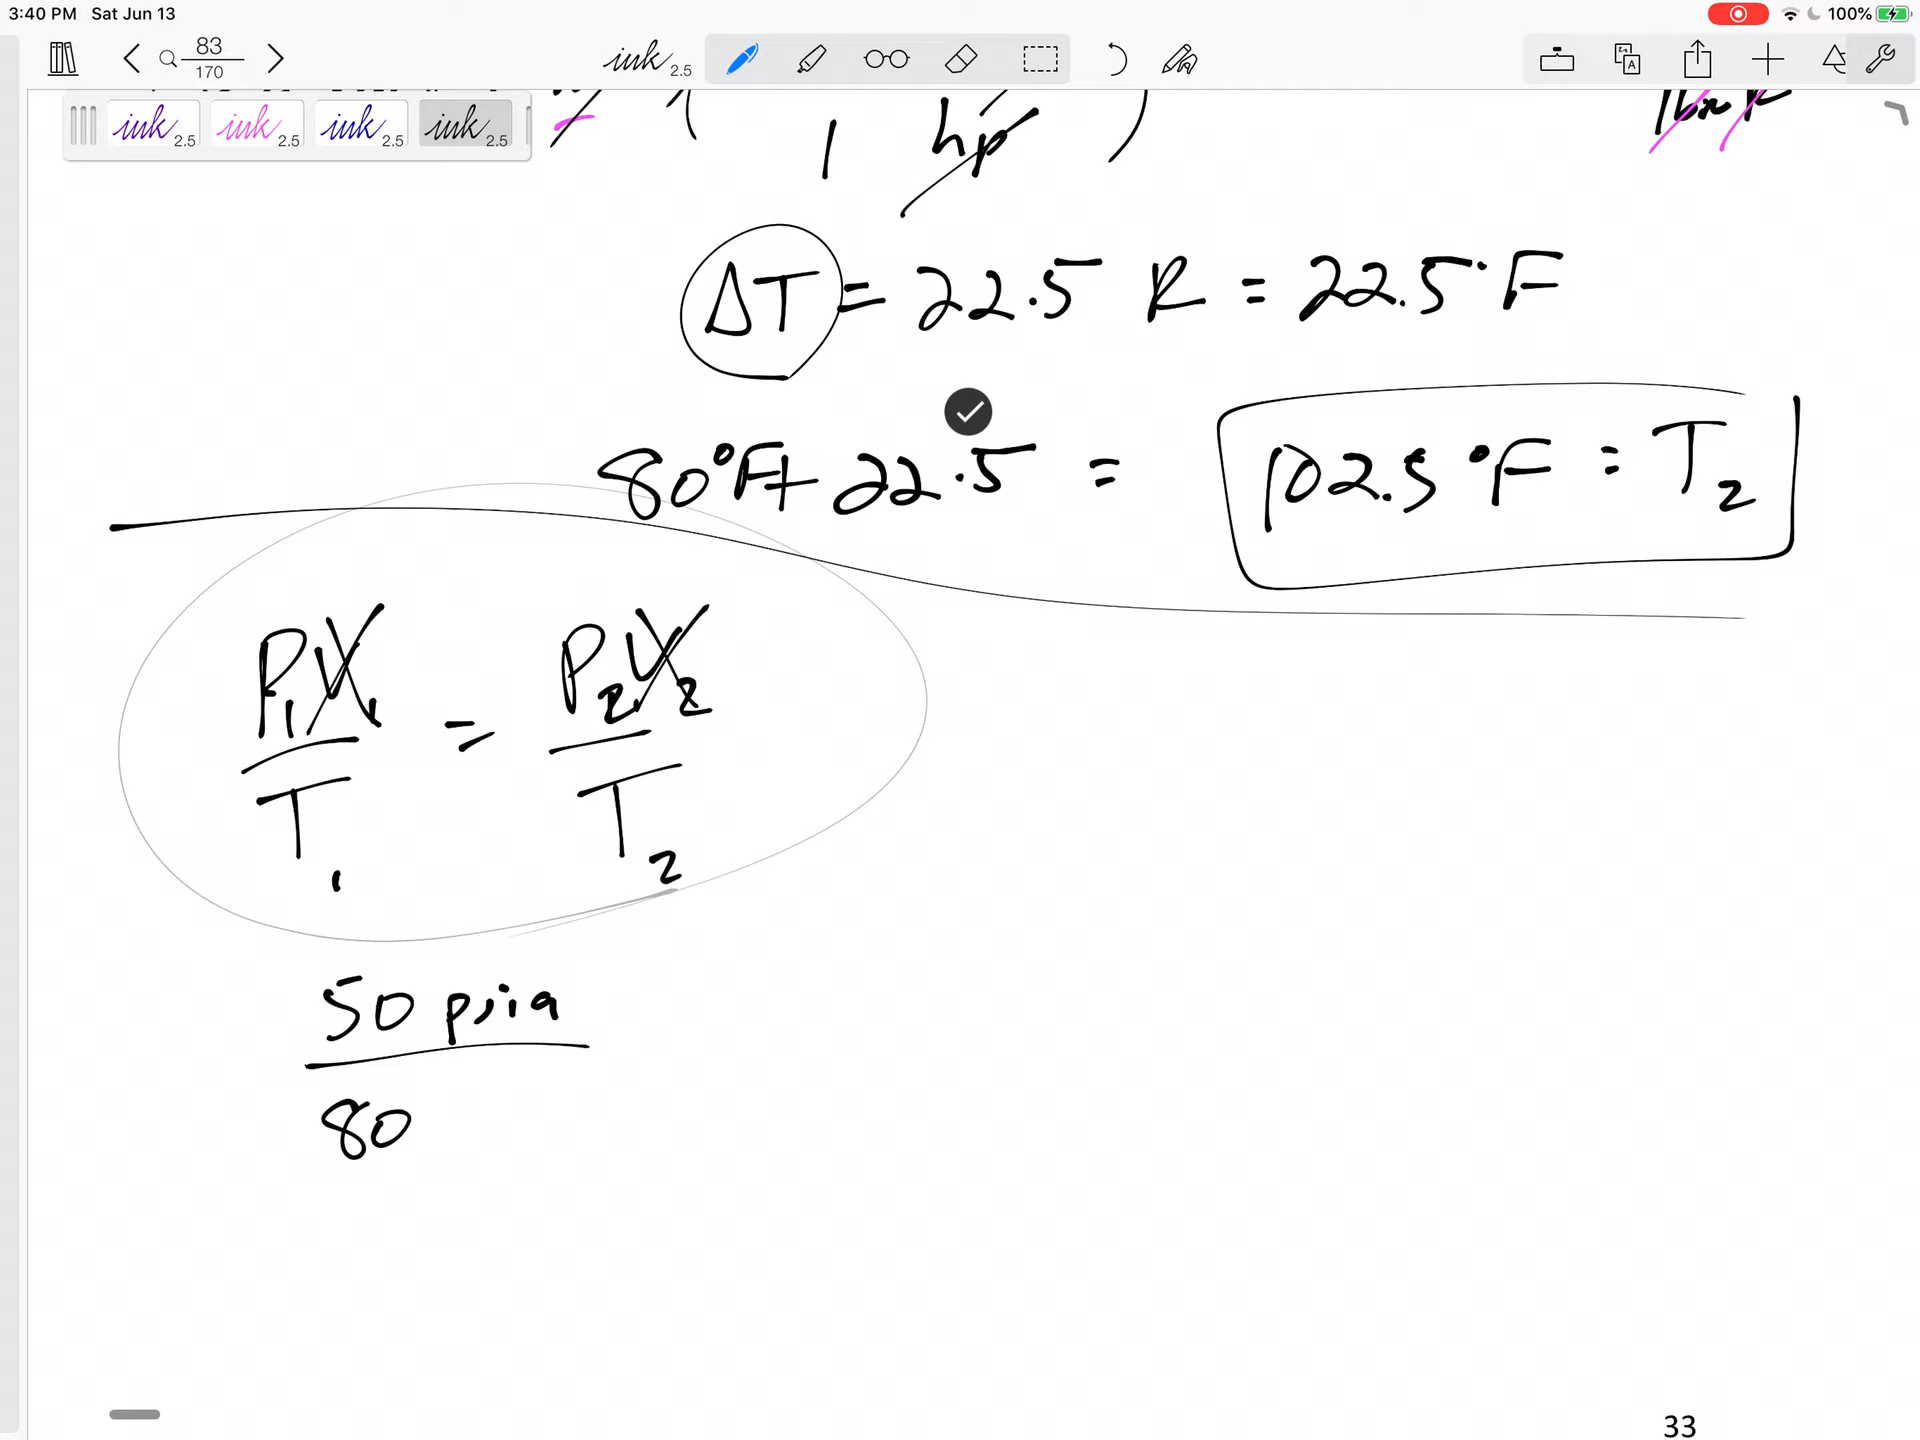 3:40 PM Sat Jun 13
100%
83
170
ink 2.5
ink 2.5 ink 2.5 ink 2.5 ink 2.5
1 hp
lbm R
ΔT = 22.5 R = 22.5°F
80°F + 22.5 = 102.5 °F = T2
P1V1 = P2V2
T1 T2
50 psia
80
33